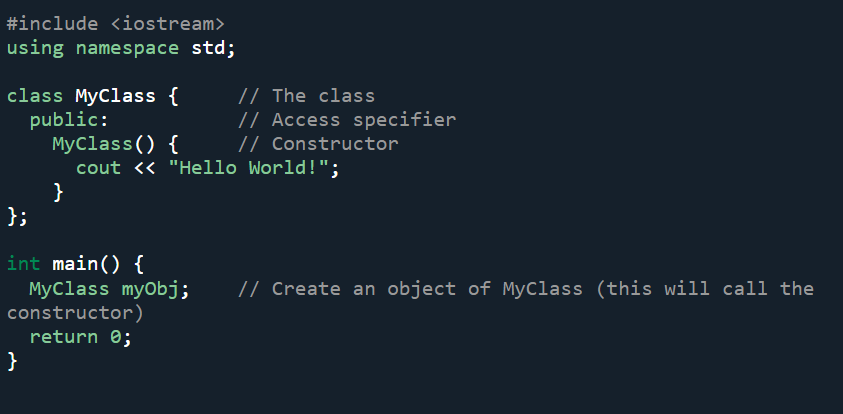 #include <iostream>
using namespace std;

class MyClass {     // The class
  public:           // Access specifier
    MyClass() {     // Constructor
      cout << "Hello World!";
    }
};

int main() {
  MyClass myObj;    // Create an object of MyClass (this will call the
constructor)
  return 0;
}